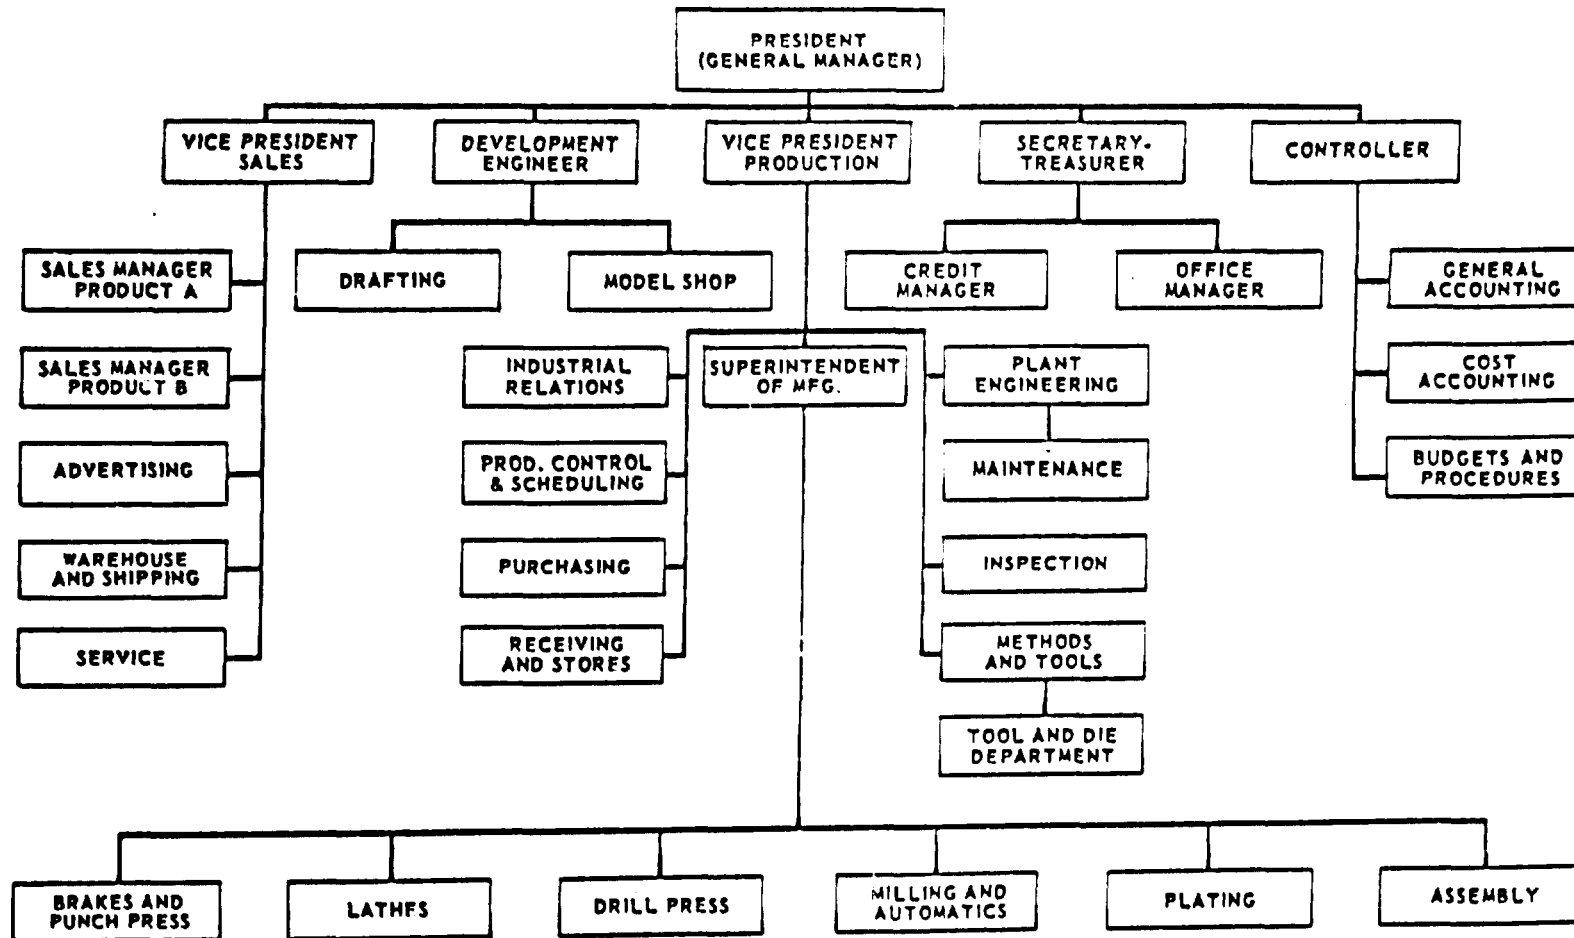 PRESIDENT
(GENERAL MANAGER)
VICE PRESIDENT
SALES
DEVELOPMENT
ENGINEER
VICE PRESIDENT
PRODUCTION
SECRETARY-
TREASURER
CONTROLLER
SALES MANAGER
PRODUCT A
DRAFTING
MODEL SHOP
CREDIT
MANAGER
OFFICE
MANAGER
GENERAL
ACCOUNTING
SALES MANAGER
PRODUCT B
INDUSTRIAL
RELATIONS
SUPERINTENDENT
OF MFG.
PLANT
ENGINEERING
COST
ACCOUNTING
ADVERTISING
PROD. CONTROL
& SCHEDULING
MAINTENANCE
BUDGETS AND
PROCEDURES
WAREHOUSE
AND SHIPPING
PURCHASING
INSPECTION
SERVICE
RECEIVING
AND STORES
METHODS
AND TOOLS
TOOL AND DIE
DEPARTMENT
BRAKES AND
PUNCH PRESS
LATHES
DRILL PRESS
MILLING AND
AUTOMATICS
PLATING
ASSEMBLY